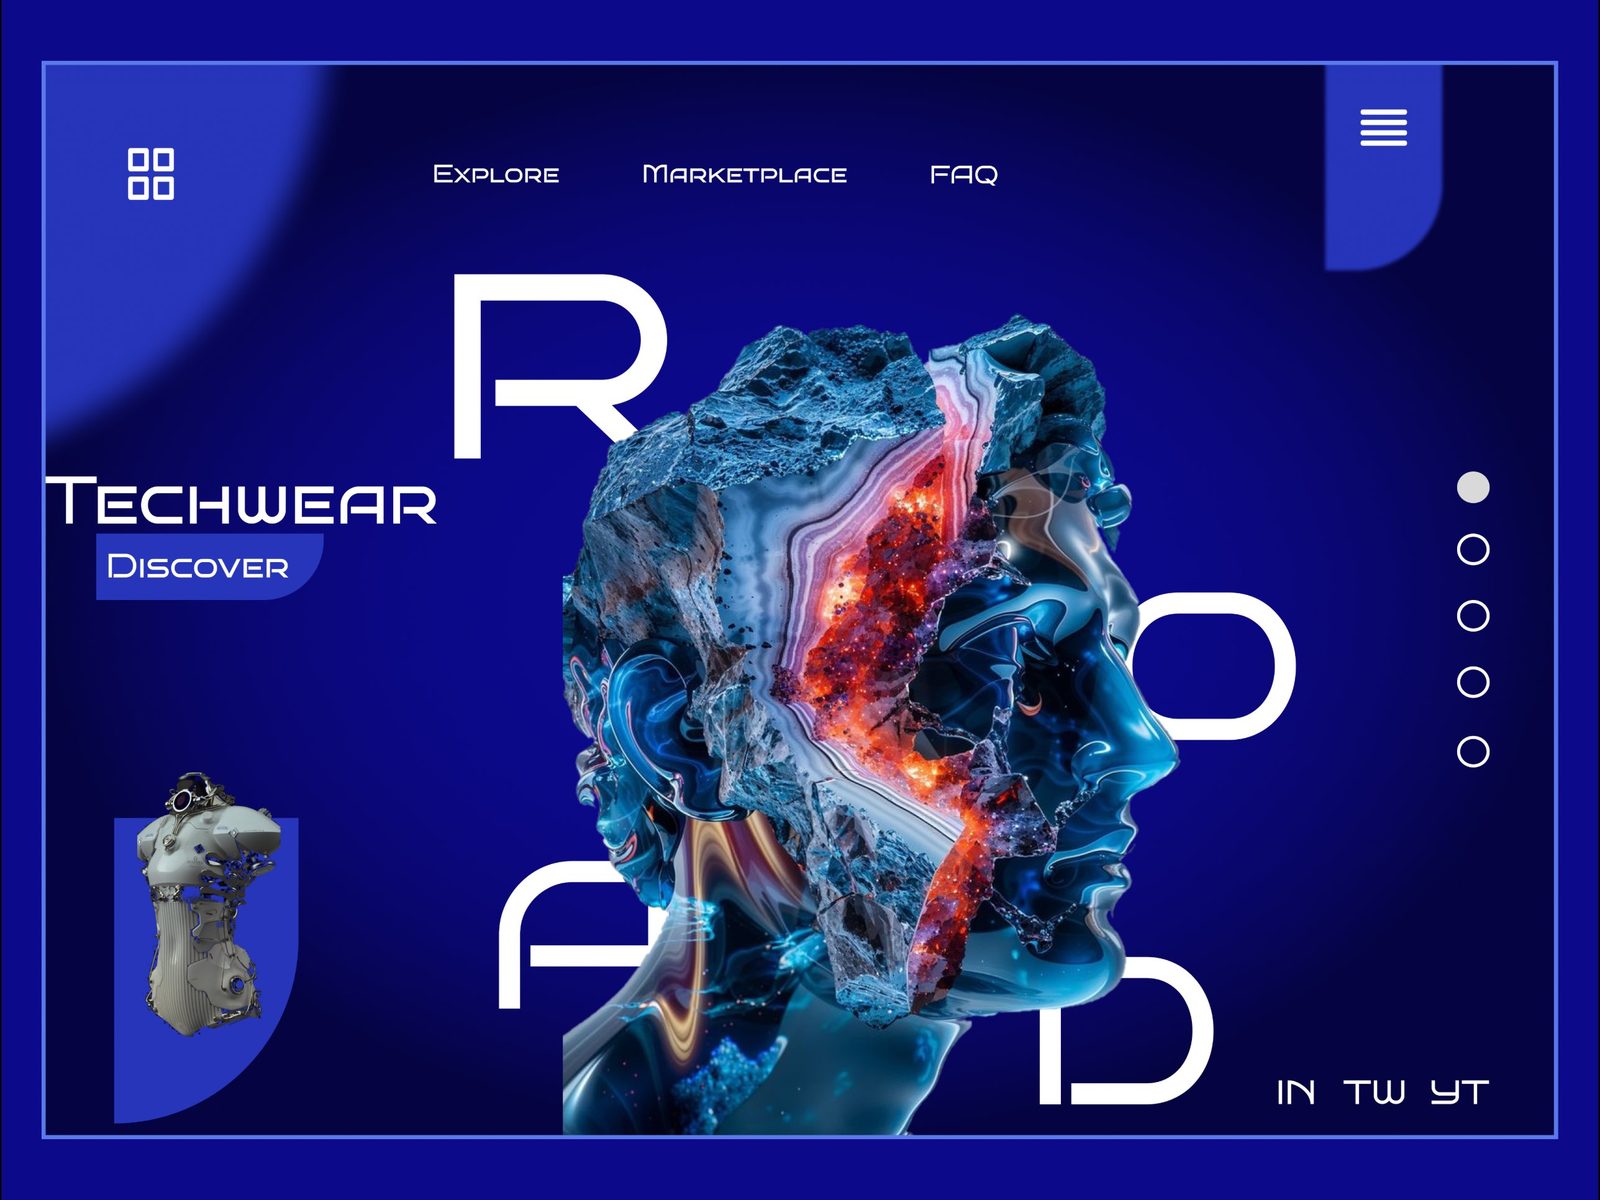 Explore Marketplace FAQ
R
Techwear
Discover
O
A
D
IN TW YT